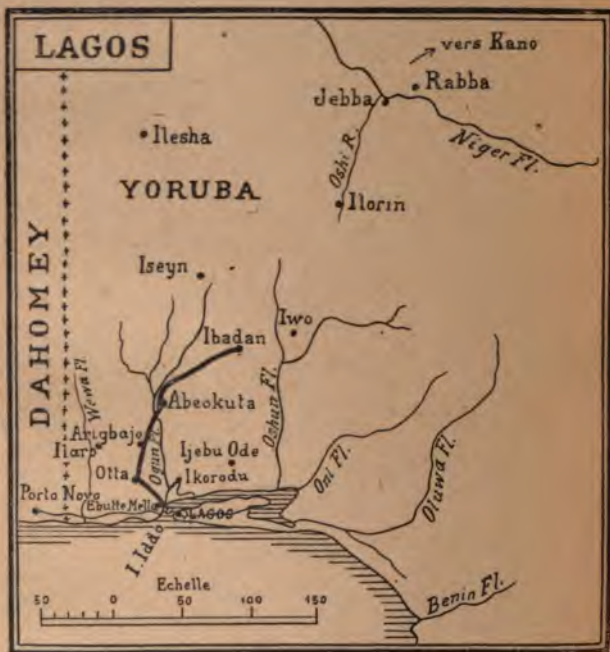 LAGOS
vers Kano
Rabba
Jebba
Ilesha
Oshi R.
Niger Fl.
YORUBA
Ilorin
DAHOMEY
Iseyn
Iwo
Ibadan
Wewa Fl.
Abeokuta
Oshun Fl.
Arigbajo
Ilaro
Ogun Fl.
Ijebu Ode
Oni Fl.
Oluwa Fl.
Otta
Ikorodu
Porto Novo
Ebutte Metta
LAGOS
I. Iddo
Echelle
Benin Fl.
50 0 50 100 150